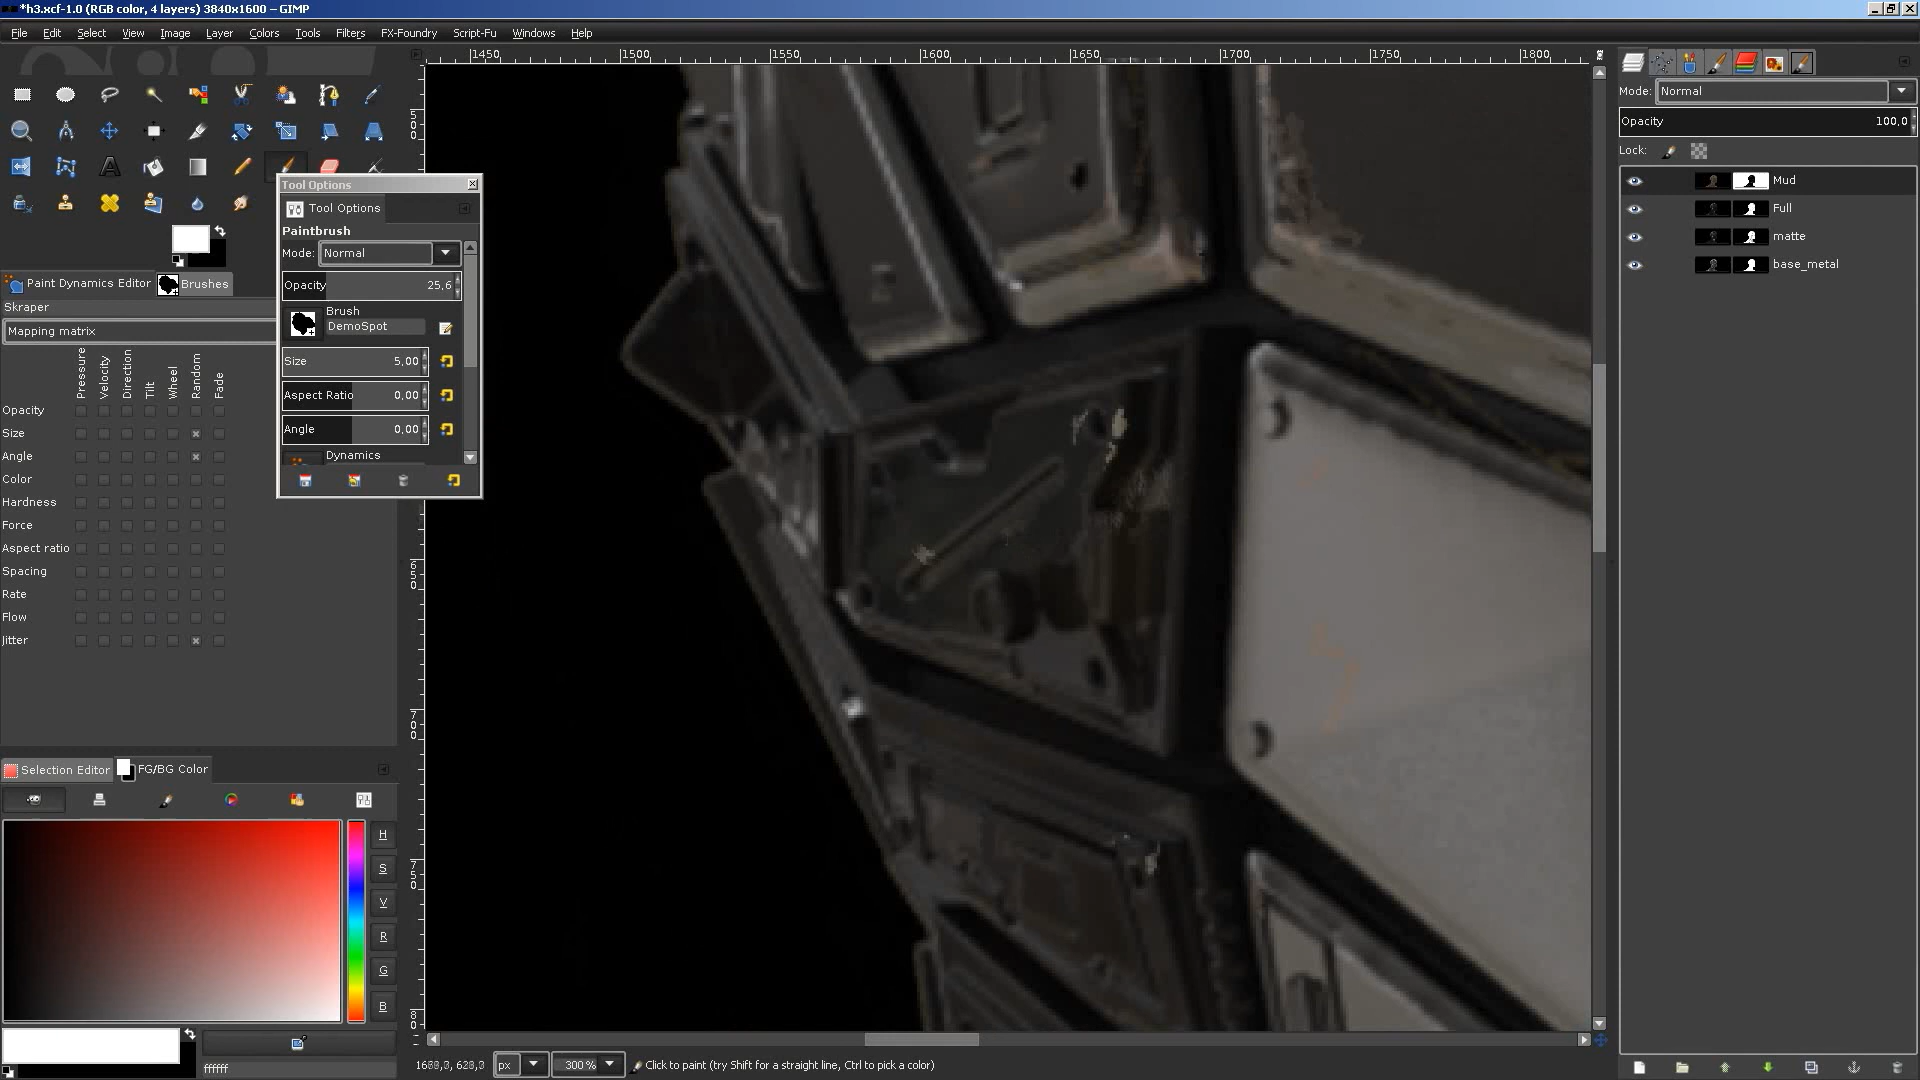 *h3.xcf-1.0 (RGB color, 4 layers) 3840x1600 – GIMP
File Edit Select View Image Layer Colors Tools Filters FX-Foundry Script-Fu Windows Help
1450 1500 1550 1600 1650 1700 1750 1800
Mode: Normal
Opacity 100,0
Lock:
Mud
Full
matte
base_metal
Tool Options
Tool Options
Paintbrush
Mode: Normal
Opacity 25,6
Brush
DemoSpot
Size 5,00
Aspect Ratio 0,00
Angle 0,00
Dynamics
Paint Dynamics Editor Brushes
Skraper
Mapping matrix
Pressure Velocity Direction Tilt Wheel Random Fade
Opacity
Size
Angle
Color
Hardness
Force
Aspect ratio
Spacing
Rate
Flow
Jitter
650
700
750
Selection Editor FG/BG Color
H
S
V
R
G
B
ffffff
px 300 % Click to paint (try Shift for a straight line, Ctrl to pick a color)